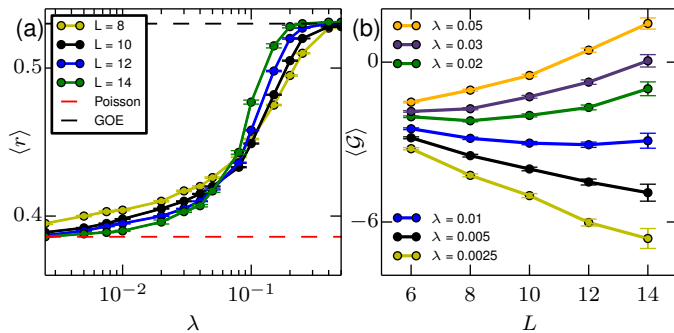 (a)
L = 8
L = 10
L = 12
L = 14
Poisson
GOE
0.5
0.4
⟨r⟩
10⁻²
10⁻¹
λ
(b)
λ = 0.05
λ = 0.03
λ = 0.02
λ = 0.01
λ = 0.005
λ = 0.0025
0
−6
⟨𝒢⟩
6 8 10 12 14
L